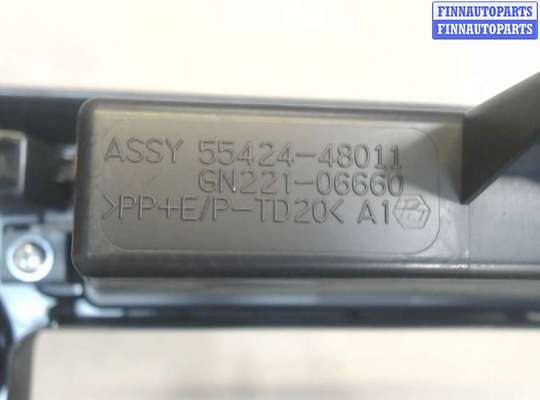 FINNAUTOPARTS
FINNAUTOPARTS
ASSY 55424-48011
GN221-06660
>PP+E/P-TD20< A1